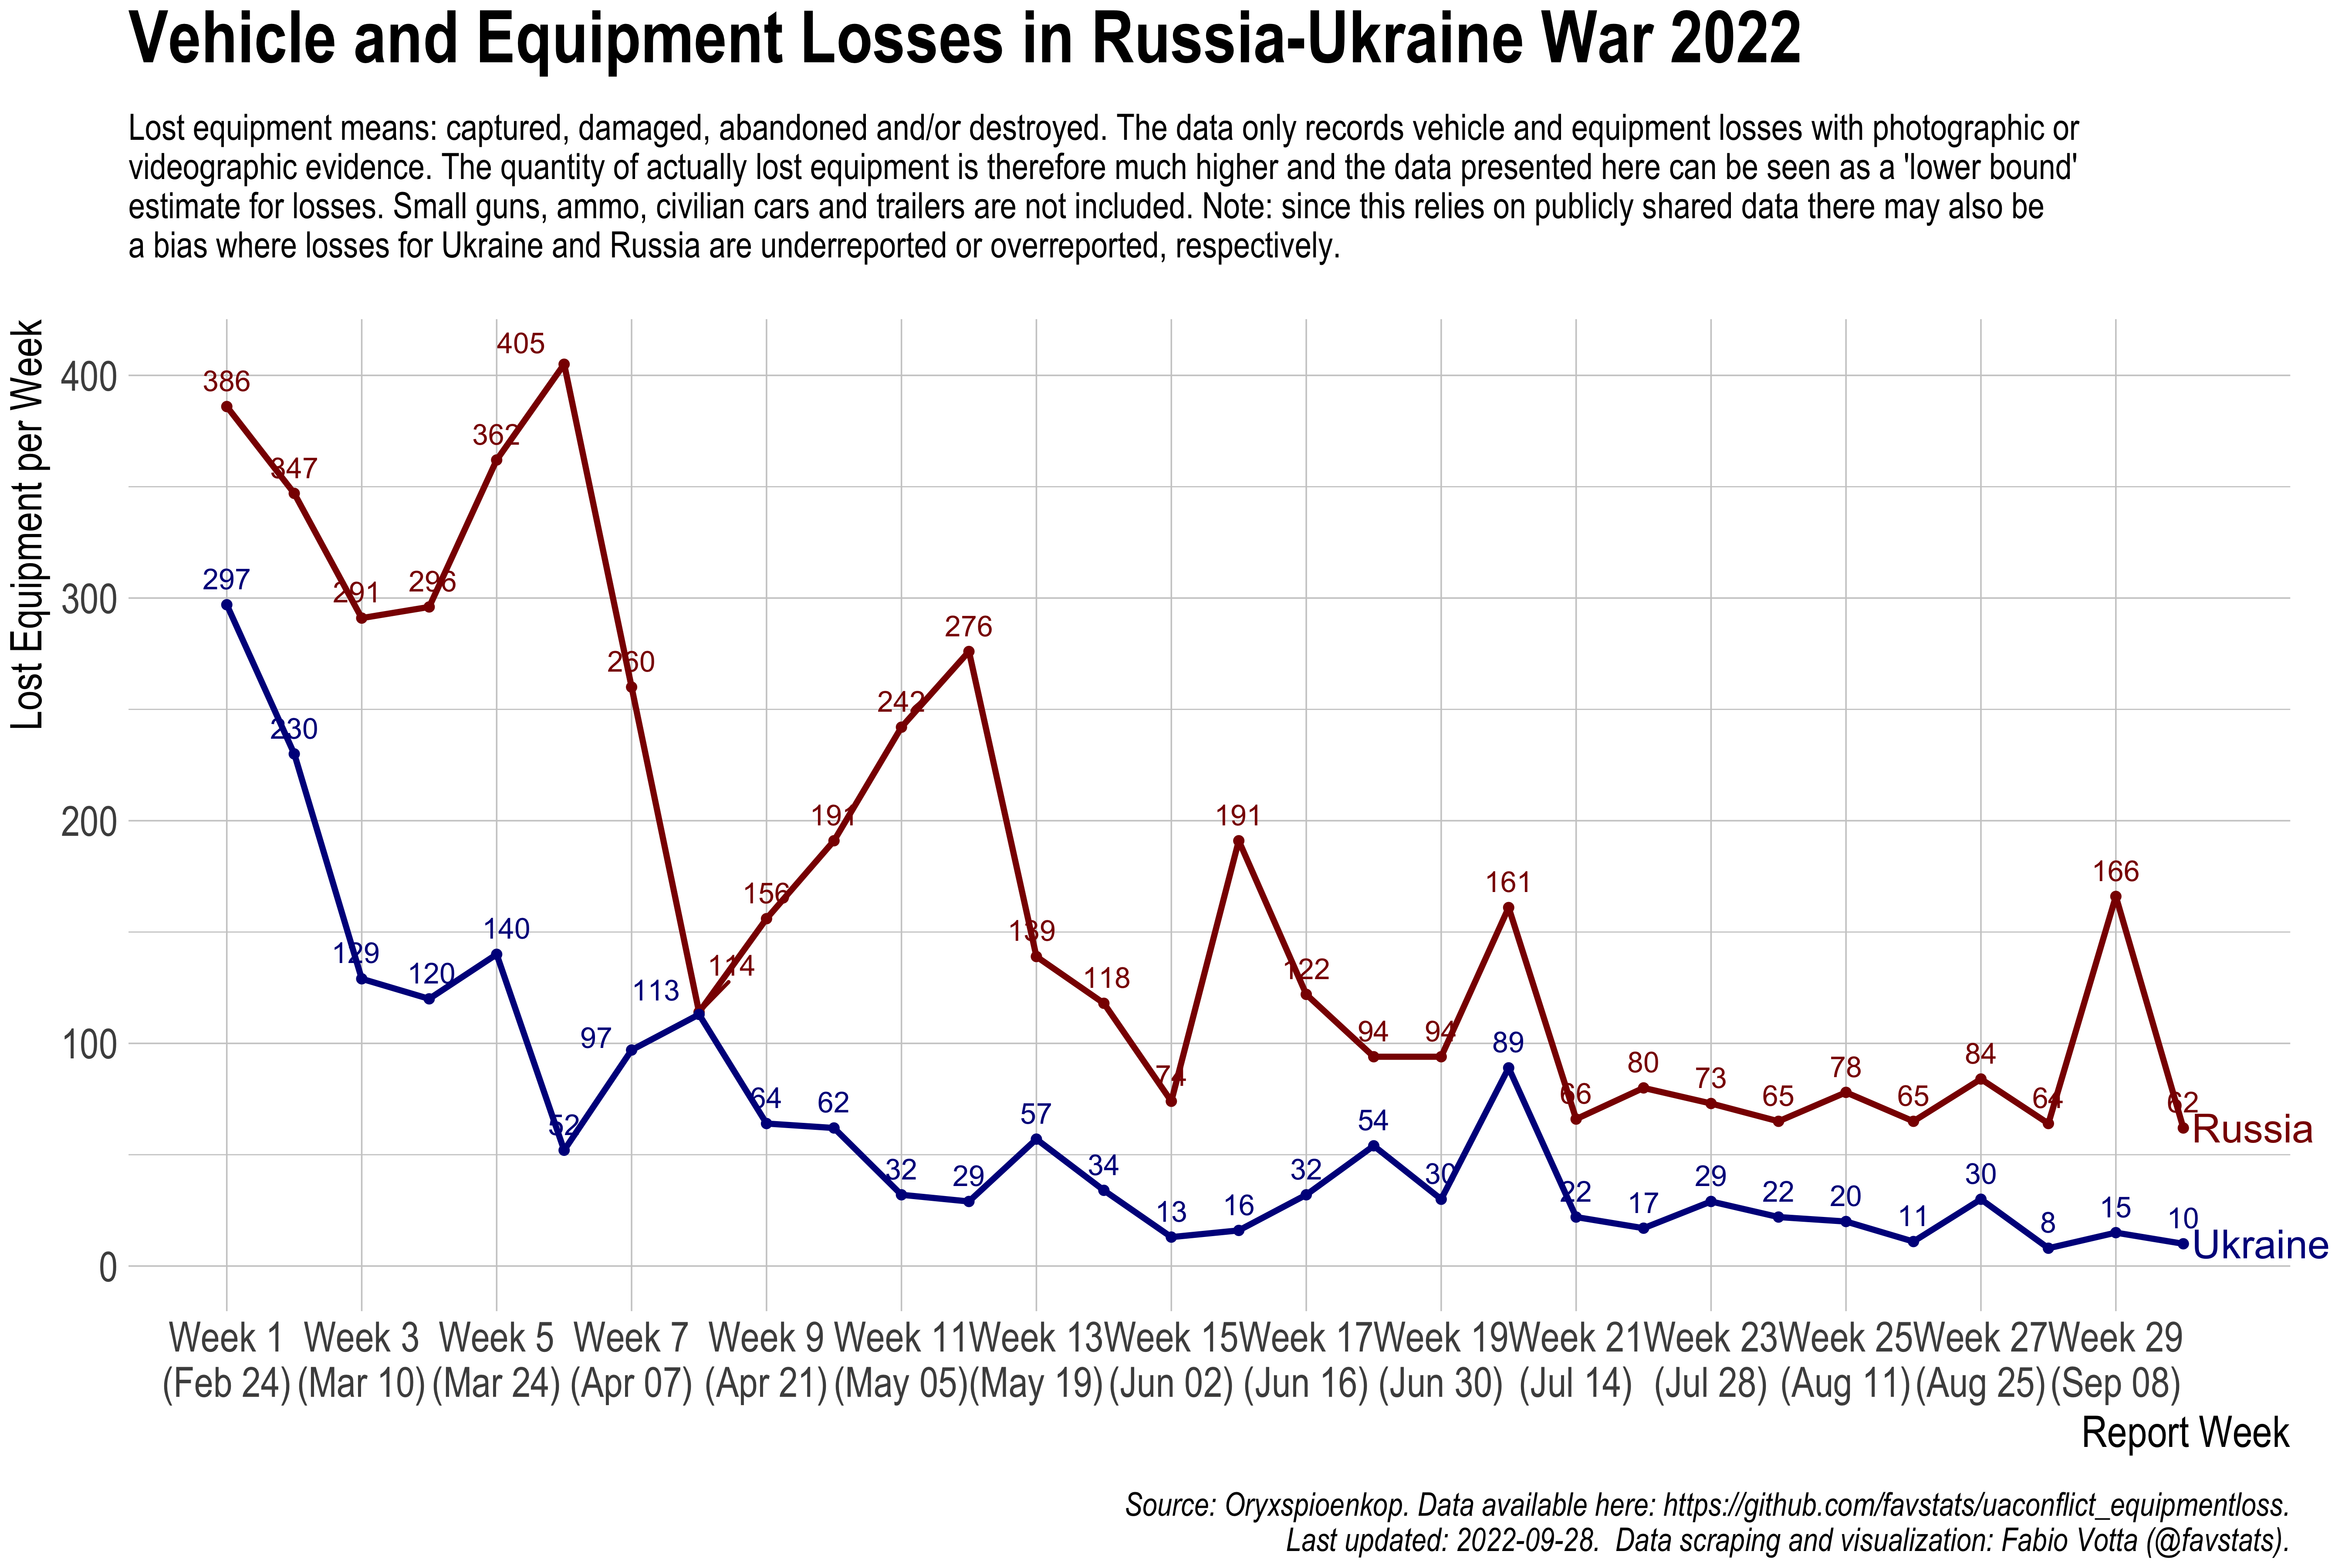 Vehicle and Equipment Losses in Russia-Ukraine War 2022
Lost equipment means: captured, damaged, abandoned and/or destroyed. The data only records vehicle and equipment losses with photographic or
videographic evidence. The quantity of actually lost equipment is therefore much higher and the data presented here can be seen as a 'lower bound'
estimate for losses. Small guns, ammo, civilian cars and trailers are not included. Note: since this relies on publicly shared data there may also be
a bias where losses for Ukraine and Russia are underreported or overreported, respectively.
Lost Equipment per Week
400
300
200
100
0
386
347
291
296
362
405
260
114
156
191
242
276
139
118
74
191
122
94
94
161
66
80
73
65
78
65
84
64
166
62
Russia
297
230
129
120
140
52
97
113
64
62
32
29
57
34
13
16
32
54
30
89
22
17
29
22
20
11
30
8
15
10
Ukraine
Week 1
(Feb 24)
Week 3
(Mar 10)
Week 5
(Mar 24)
Week 7
(Apr 07)
Week 9
(Apr 21)
Week 11
(May 05)
Week 13
(May 19)
Week 15
(Jun 02)
Week 17
(Jun 16)
Week 19
(Jun 30)
Week 21
(Jul 14)
Week 23
(Jul 28)
Week 25
(Aug 11)
Week 27
(Aug 25)
Week 29
(Sep 08)
Report Week
Source: Oryxspioenkop. Data available here: https://github.com/favstats/uaconflict_equipmentloss.
Last updated: 2022-09-28.  Data scraping and visualization: Fabio Votta (@favstats).